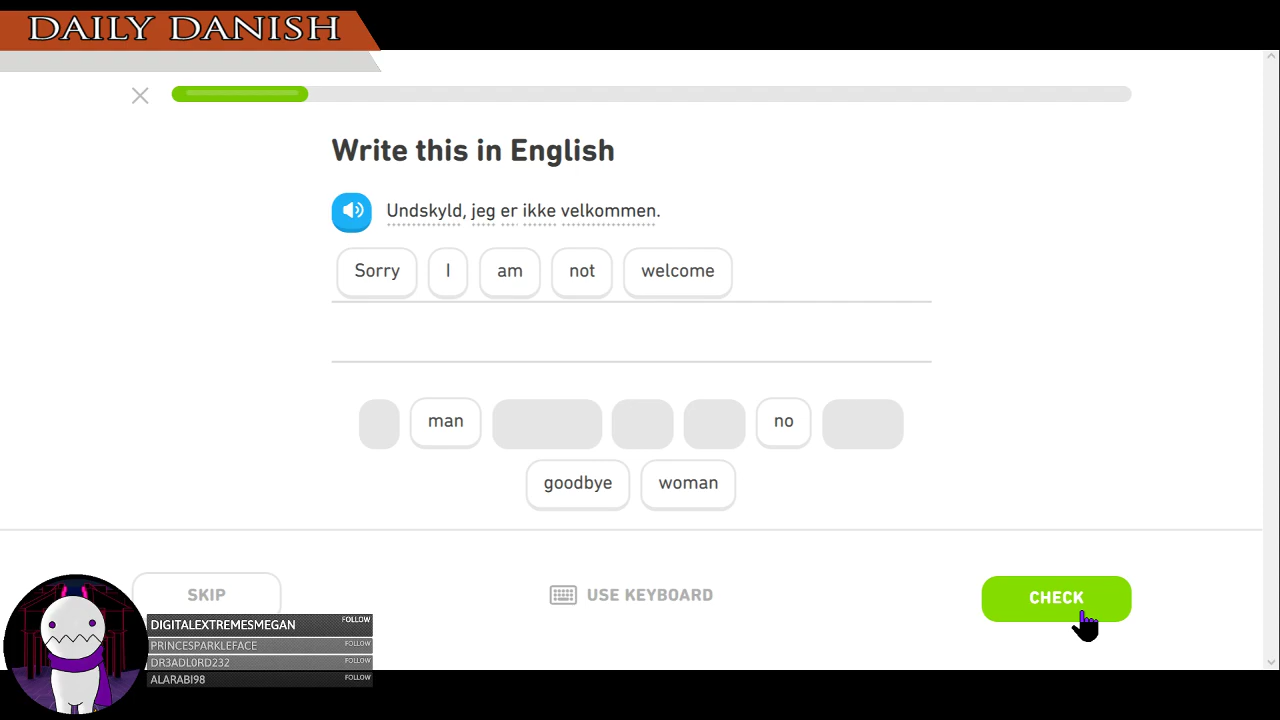 DAILY DANISH
Write this in English
Undskyld, jeg er ikke velkommen.
Sorry I am not welcome
man no
goodbye woman
SKIP USE KEYBOARD CHECK
DIGITALEXTREMESMEGAN FOLLOW
PRINCESPARKLEFACE FOLLOW
DR3ADL0RD232 FOLLOW
ALARABI98 FOLLOW